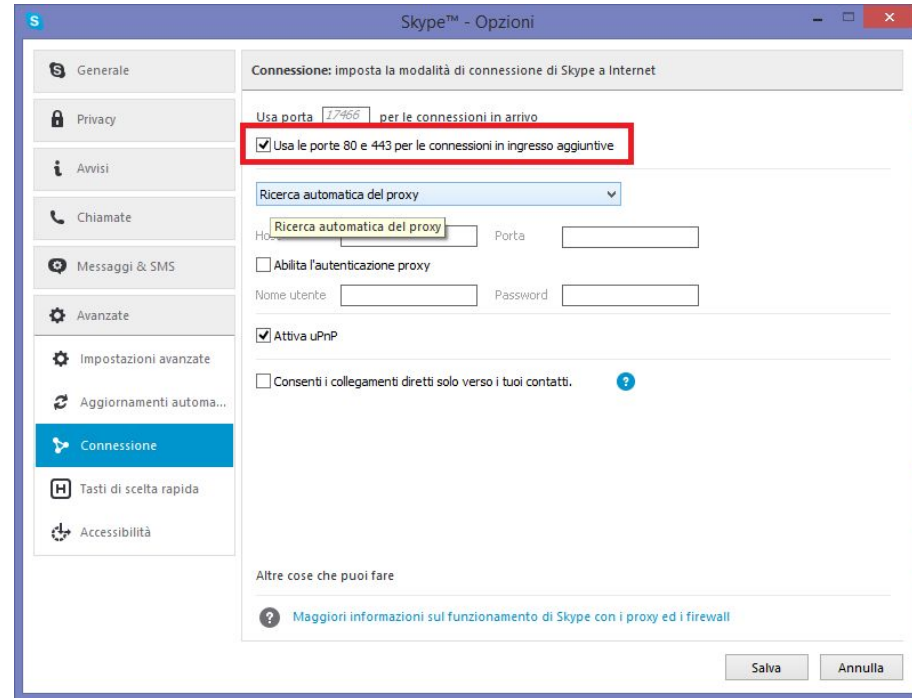 S
Skype™ - Opzioni
Generale
Privacy
Avvisi
Chiamate
Messaggi & SMS
Avanzate
Impostazioni avanzate
Aggiornamenti automa...
Connessione
Tasti di scelta rapida
Accessibilità
Connessione: imposta la modalità di connessione di Skype a Internet
Usa porta 17466 per le connessioni in arrivo
Usa le porte 80 e 443 per le connessioni in ingresso aggiuntive
Ricerca automatica del proxy
Ricerca automatica del proxy
Porta
Abilita l'autenticazione proxy
Nome utente Password
Attiva uPnP
Consenti i collegamenti diretti solo verso i tuoi contatti. ?
Altre cose che puoi fare
? Maggiori informazioni sul funzionamento di Skype con i proxy ed i firewall
Salva Annulla